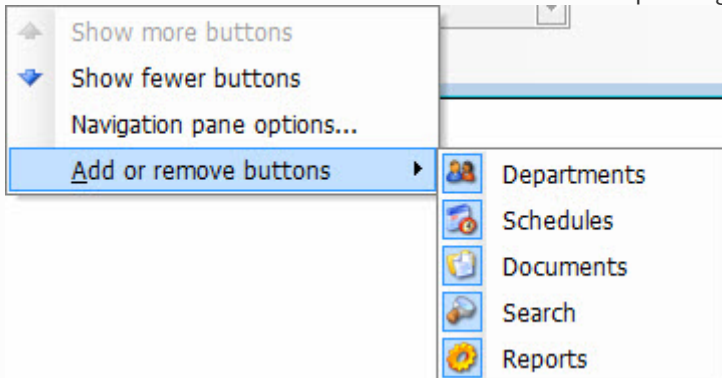 Show more buttons
Show fewer buttons
Navigation pane options...
Add or remove buttons
Departments
Schedules
Documents
Search
Reports